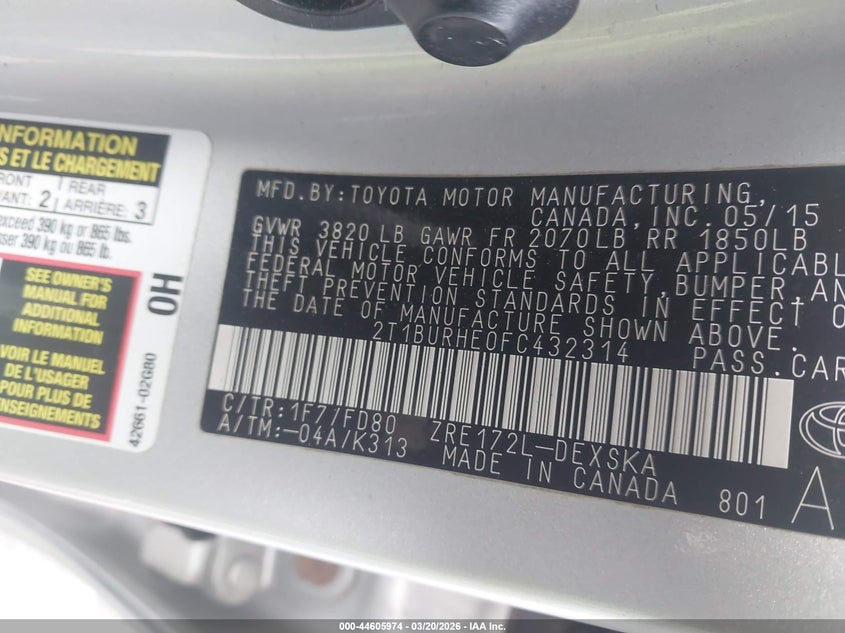 INFORMATION
S ET LE CHARGEMENT
RONT
REAR
ANT: 2
ARRIÈRE: 3
exceed 390 kg or 865 lbs.
sser 390 kg ou 865 lb.
SEE OWNER'S
MANUAL FOR
ADDITIONAL
INFORMATION
VOIR LE MANUEL
DE L'USAGER
POUR PLUS DE
ENSEIGNEMENTS
OH
42661-02G80
MFD.BY:TOYOTA MOTOR MANUFACTURING,
CANADA, INC. 05/15
GVWR 3820 LB GAWR FR 2070LB RR 1850LB
THIS VEHICLE CONFORMS TO ALL APPLICABL
FEDERAL MOTOR VEHICLE SAFETY, BUMPER, AN
THEFT PREVENTION STANDARDS IN EFFECT O
THE DATE OF MANUFACTURE SHOWN ABOVE.
2T1BURHE0FC432314 PASS.CAR
C/TR:1F7/FD80 ZRE172L-DEXSKA
A/TM:-04A/K313 MADE IN CANADA 801 A
000-44605974 - 03/20/2026 - IAA Inc.